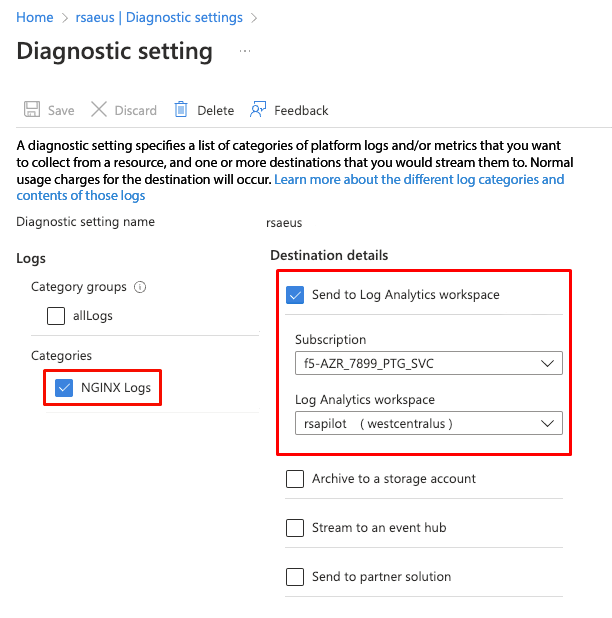 Home > rsaeus | Diagnostic settings >
Diagnostic setting ...
Save Discard Delete Feedback
A diagnostic setting specifies a list of categories of platform logs and/or metrics that you want
to collect from a resource, and one or more destinations that you would stream them to. Normal
usage charges for the destination will occur. Learn more about the different log categories and
contents of those logs
Diagnostic setting name rsaeus
Logs
Category groups
allLogs
Categories
NGINX Logs
Destination details
Send to Log Analytics workspace
Subscription
f5-AZR_7899_PTG_SVC
Log Analytics workspace
rsapilot ( westcentralus )
Archive to a storage account
Stream to an event hub
Send to partner solution